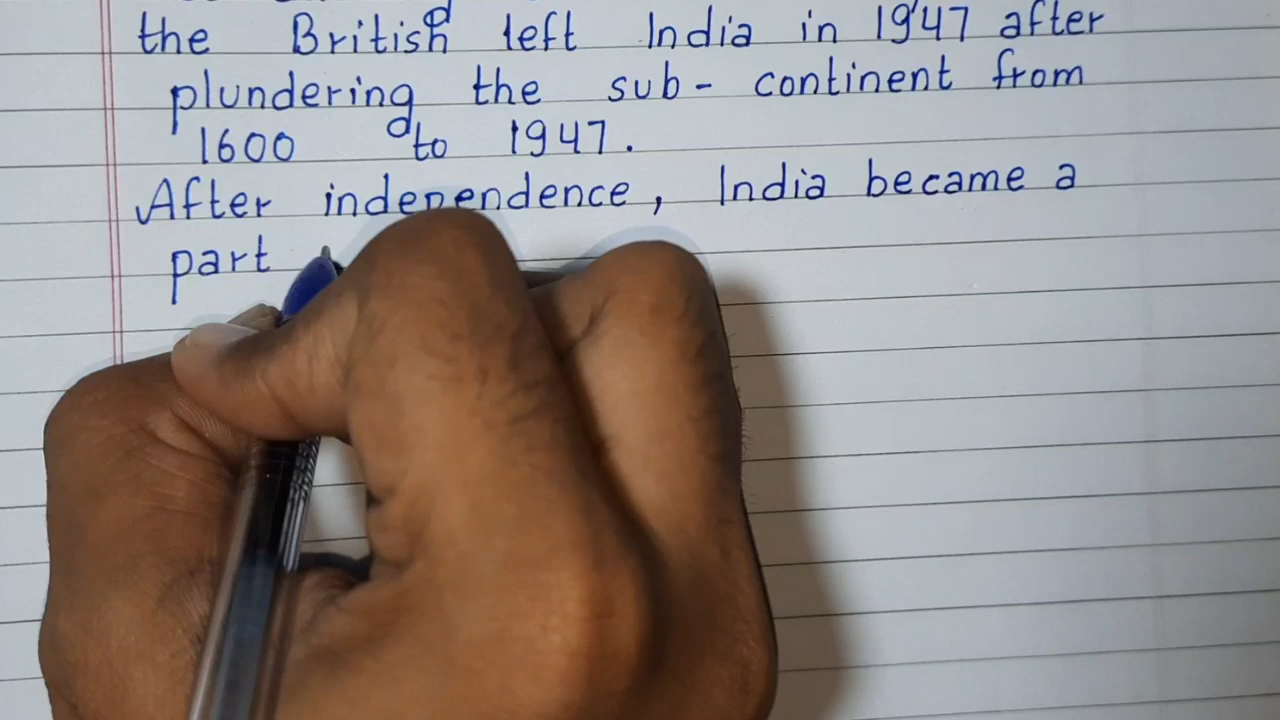 the British left India in 1947 after
plundering the sub-continent from
1600 to 1947.
After independence, India became a
part